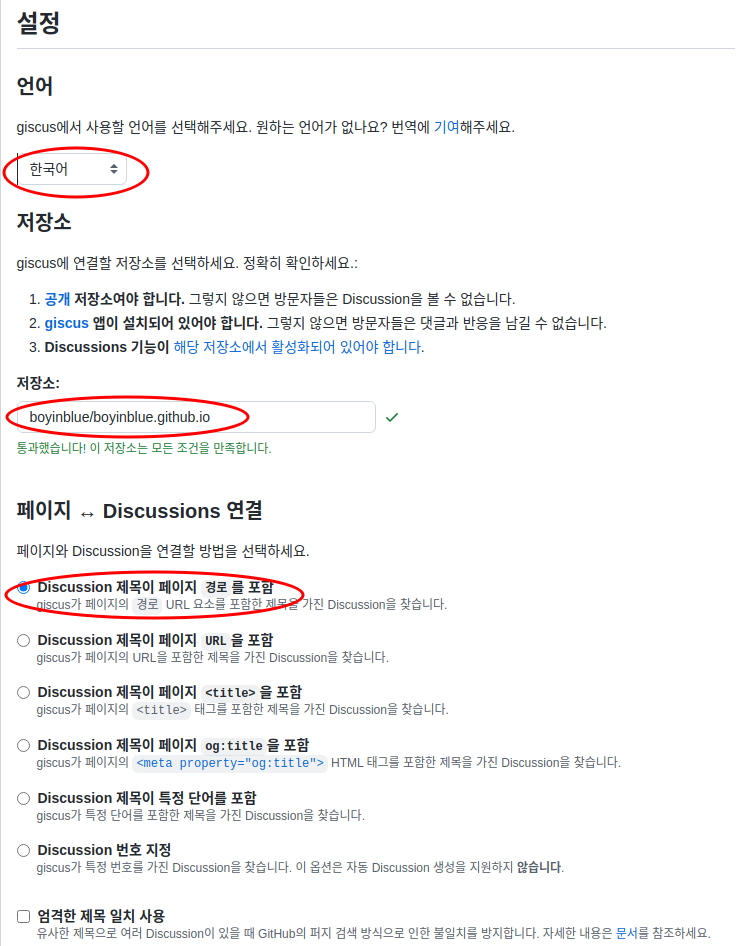 설정
언어
giscus에서 사용할 언어를 선택해주세요. 원하는 언어가 없나요? 번역에 기여해주세요.
한국어
저장소
giscus에 연결할 저장소를 선택하세요. 정확히 확인하세요.:
1. 공개 저장소여야 합니다. 그렇지 않으면 방문자들은 Discussion을 볼 수 없습니다.
2. giscus 앱이 설치되어 있어야 합니다. 그렇지 않으면 방문자들은 댓글과 반응을 남길 수 없습니다.
3. Discussions 기능이 해당 저장소에서 활성화되어 있어야 합니다.
저장소:
boyinblue/boyinblue.github.io
통과했습니다! 이 저장소는 모든 조건을 만족합니다.
페이지 ↔ Discussions 연결
페이지와 Discussion을 연결할 방법을 선택하세요.
Discussion 제목이 페이지 경로 를 포함
giscus가 페이지의 경로 URL 요소를 포함한 제목을 가진 Discussion을 찾습니다.
Discussion 제목이 페이지 URL 을 포함
giscus가 페이지의 URL을 포함한 제목을 가진 Discussion을 찾습니다.
Discussion 제목이 페이지 <title> 을 포함
giscus가 페이지의 <title> 태그를 포함한 제목을 가진 Discussion을 찾습니다.
Discussion 제목이 페이지 og:title 을 포함
giscus가 페이지의 <meta property="og:title"> HTML 태그를 포함한 제목을 가진 Discussion을 찾습니다.
Discussion 제목이 특정 단어를 포함
giscus가 특정 단어를 포함한 제목을 가진 Discussion을 찾습니다.
Discussion 번호 지정
giscus가 특정 번호를 가진 Discussion을 찾습니다. 이 옵션은 자동 Discussion 생성을 지원하지 않습니다.
엄격한 제목 일치 사용
유사한 제목으로 여러 Discussion이 있을 때 GitHub의 퍼지 검색 방식으로 인한 불일치를 방지합니다. 자세한 내용은 문서를 참조하세요.